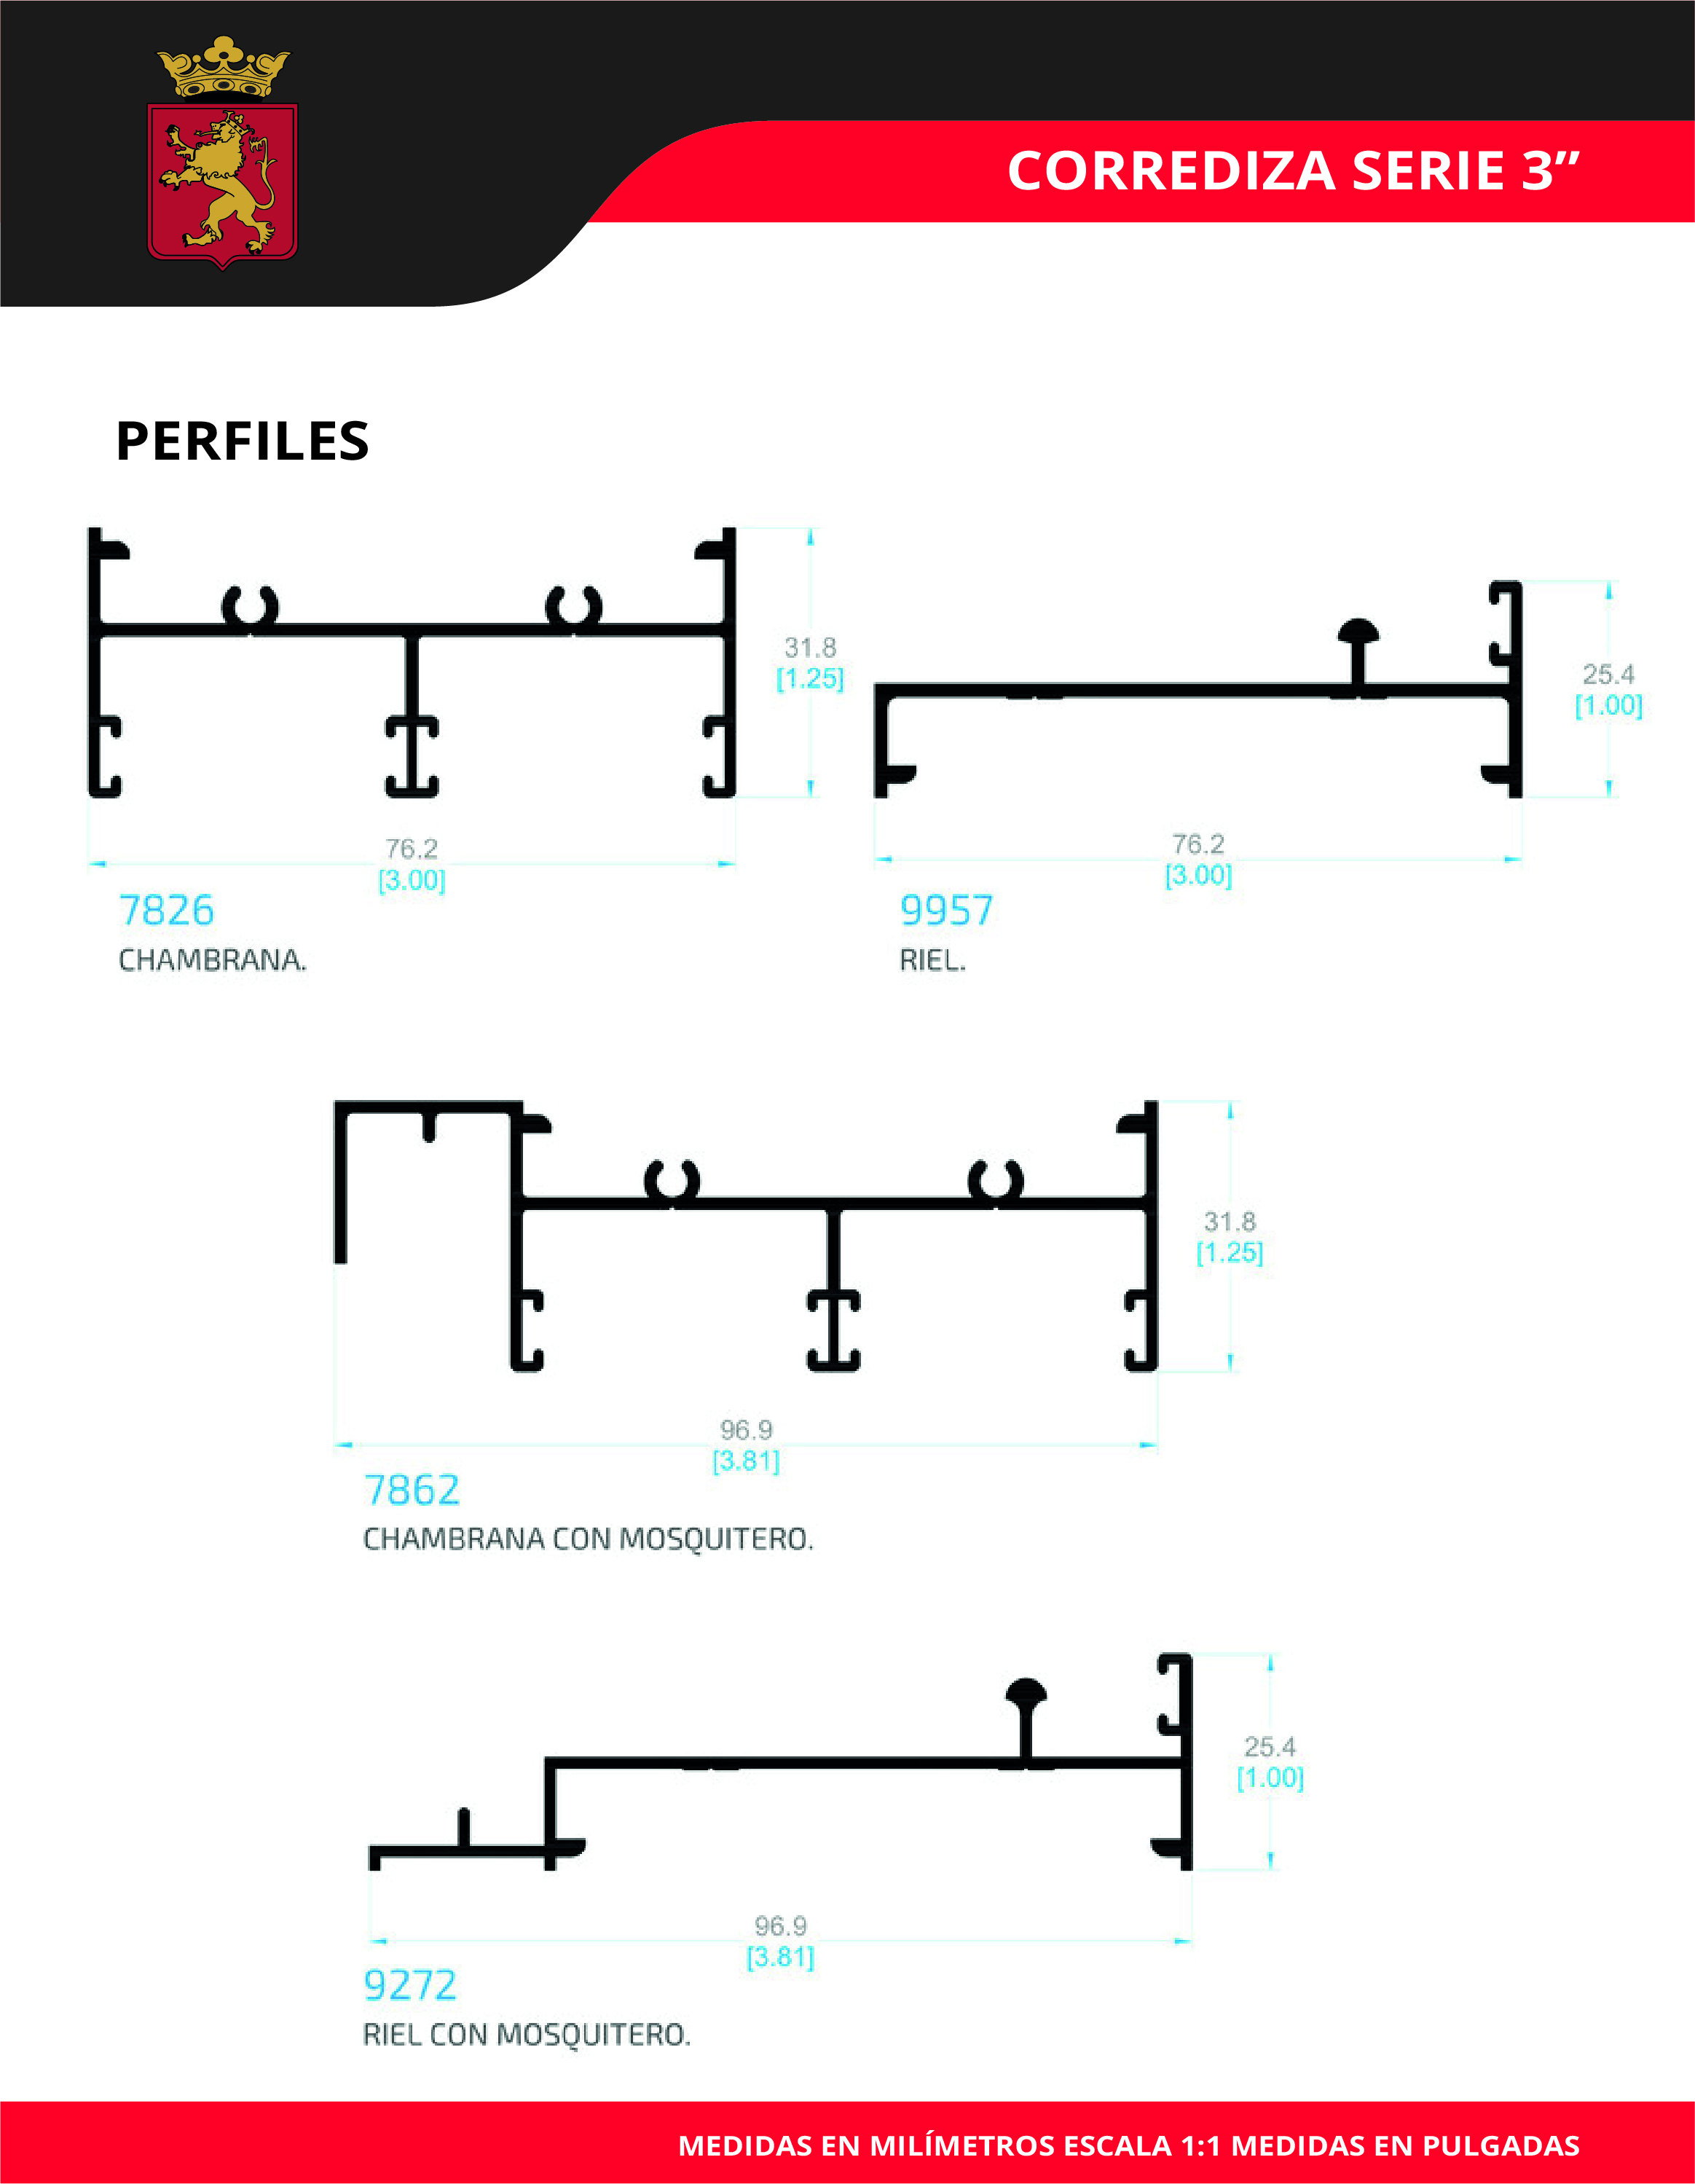 CORREDIZA SERIE 3”
PERFILES
31.8
[1.25]
76.2
[3.00]
7826
CHAMBRANA.
25.4
[1.00]
76.2
[3.00]
9957
RIEL.
31.8
[1.25]
96.9
[3.81]
7862
CHAMBRANA CON MOSQUITERO.
25.4
[1.00]
96.9
[3.81]
9272
RIEL CON MOSQUITERO.
MEDIDAS EN MILÍMETROS ESCALA 1:1 MEDIDAS EN PULGADAS